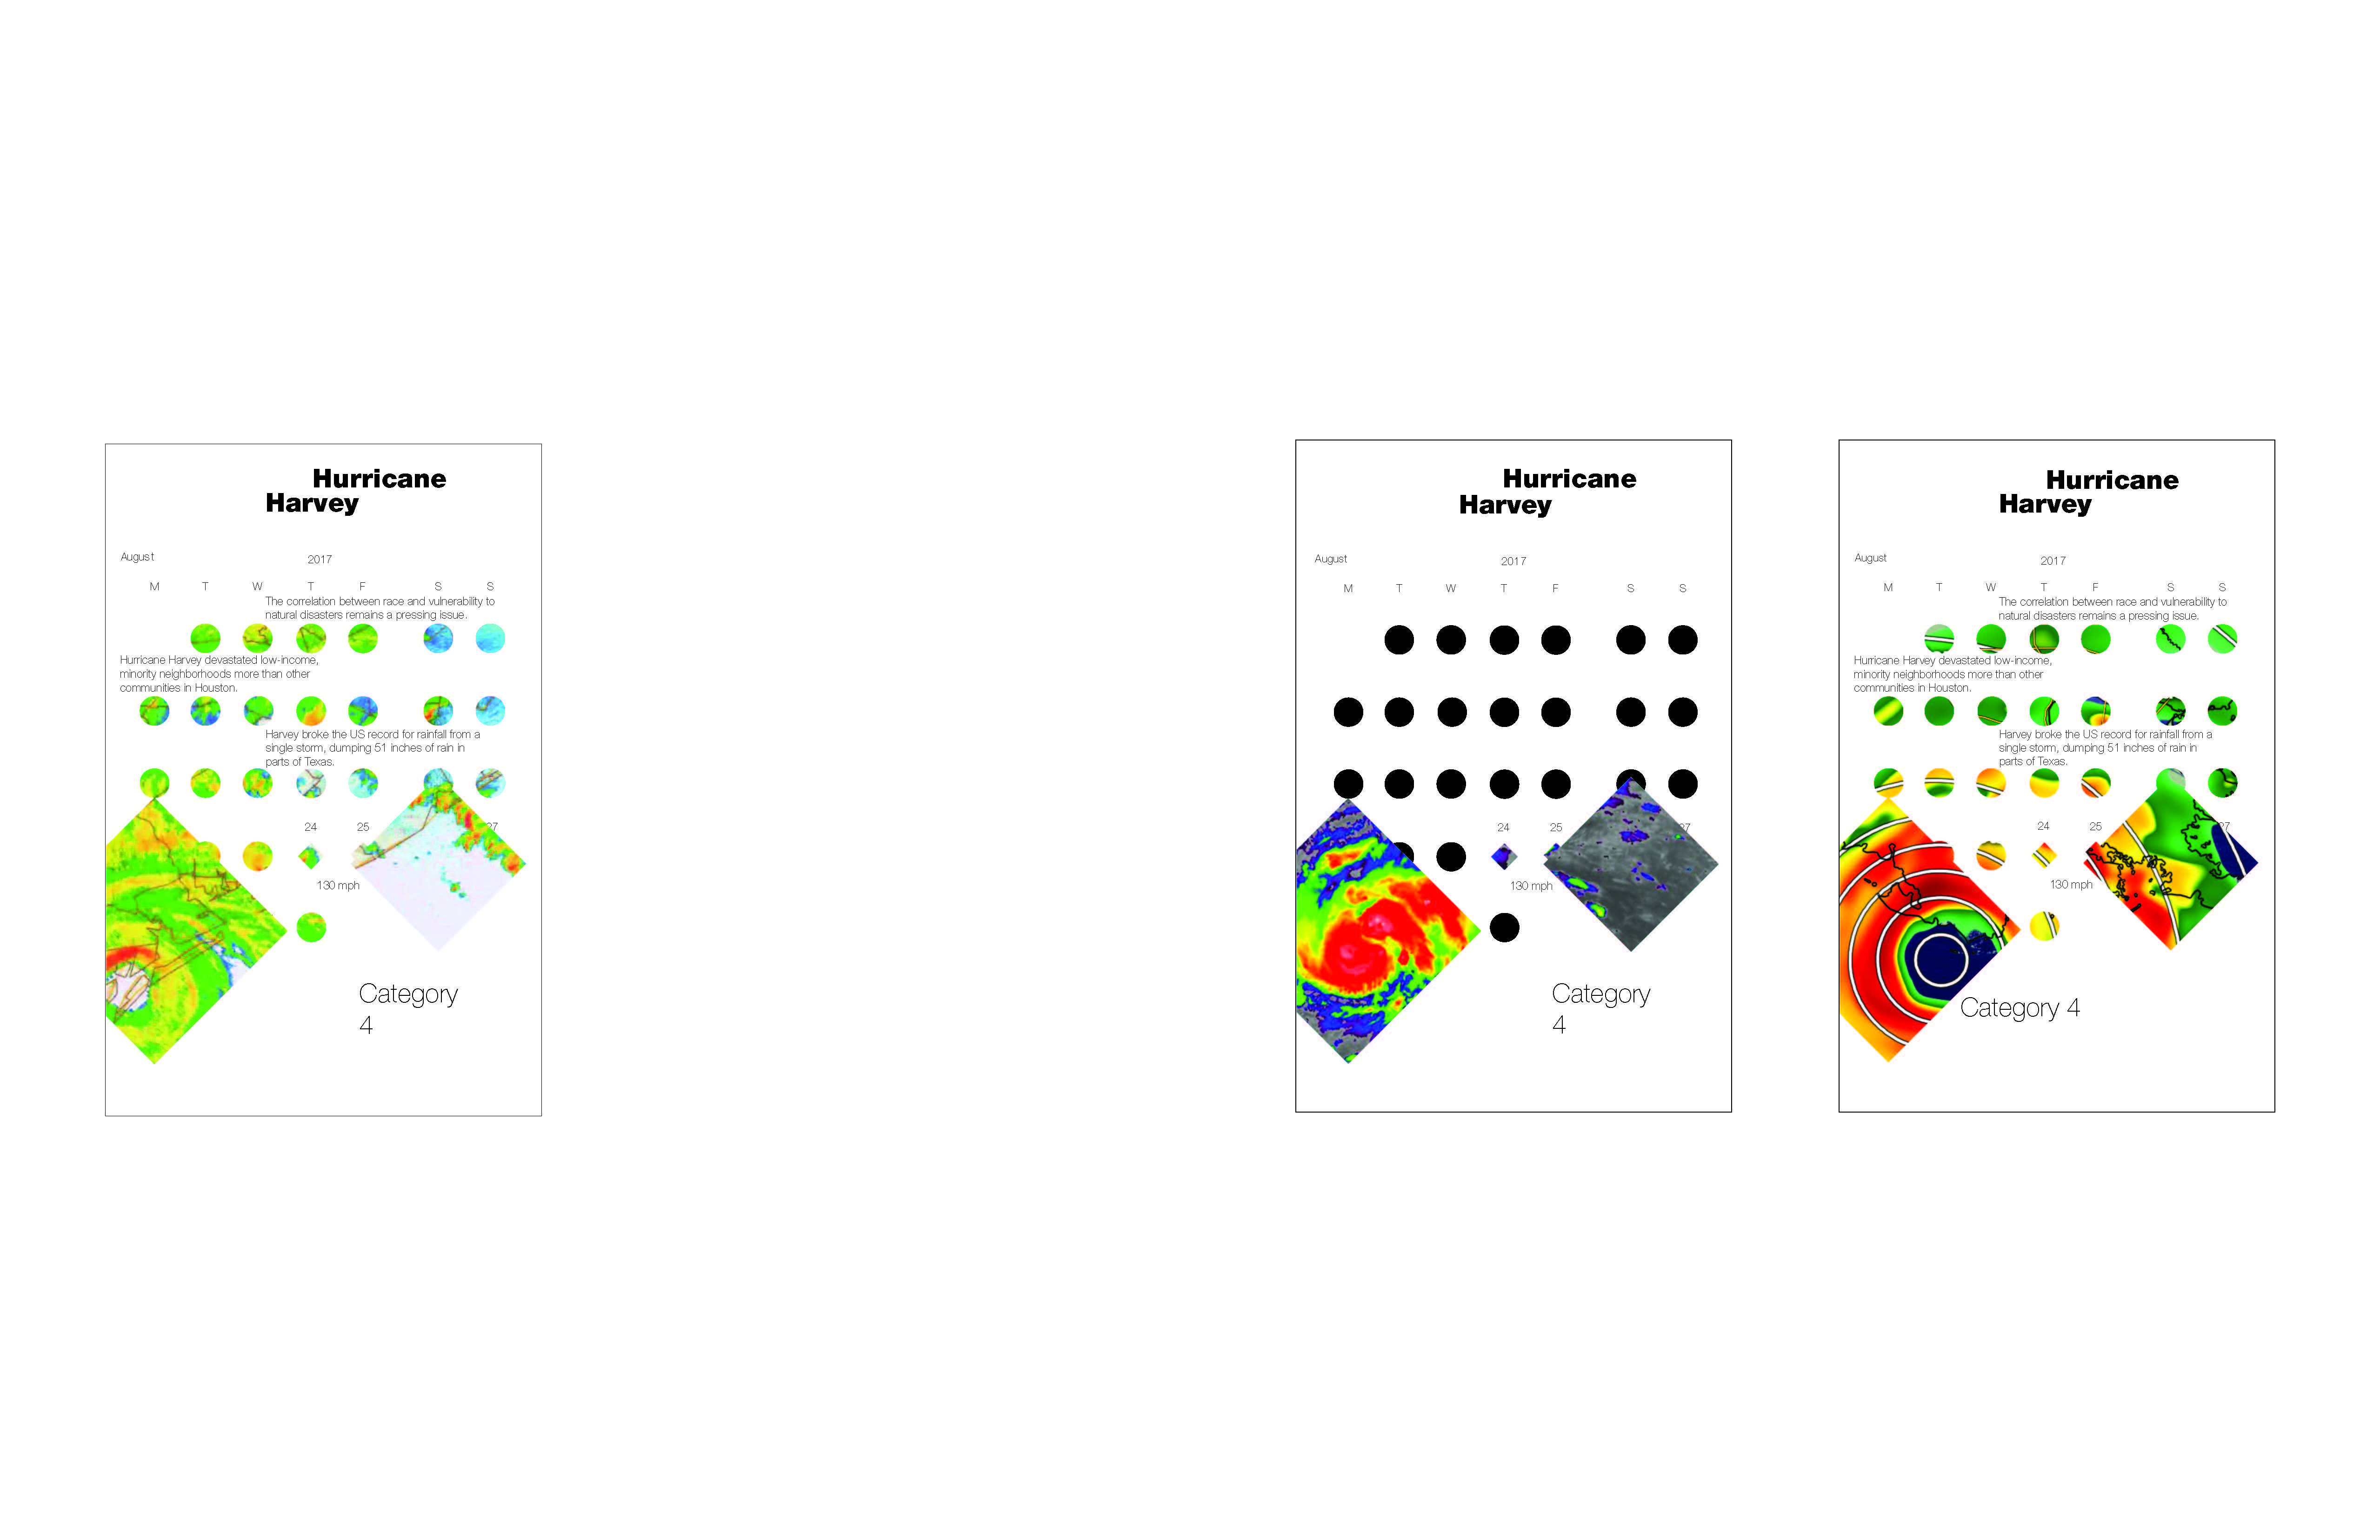 Hurricane
Harvey
August
2017
M T W T F S S
The correlation between race and vulnerability to
natural disasters remains a pressing issue.
Hurricane Harvey devastated low-income,
minority neighborhoods more than other
communities in Houston.
Harvey broke the US record for rainfall from a
single storm, dumping 51 inches of rain in
parts of Texas.
24 25 27
130 mph
Category
4
Hurricane
Harvey
August
2017
M T W T F S S
24 25 27
130 mph
Category
4
Hurricane
Harvey
August
2017
M T W T F S S
The correlation between race and vulnerability to
natural disasters remains a pressing issue.
Hurricane Harvey devastated low-income,
minority neighborhoods more than other
communities in Houston.
Harvey broke the US record for rainfall from a
single storm, dumping 51 inches of rain in
parts of Texas.
24 25 27
130 mph
Category 4